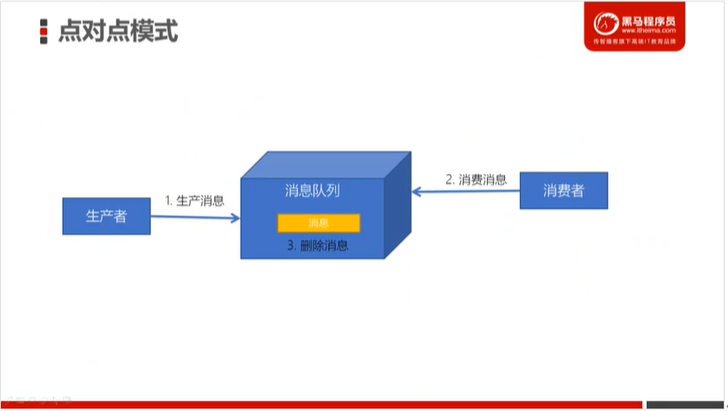 点对点模式
黑马程序员
www.itheima.com
传智播客旗下高端IT教育品牌
消息队列
1. 生产消息
2. 消费消息
生产者
消费者
消息
3. 删除消息